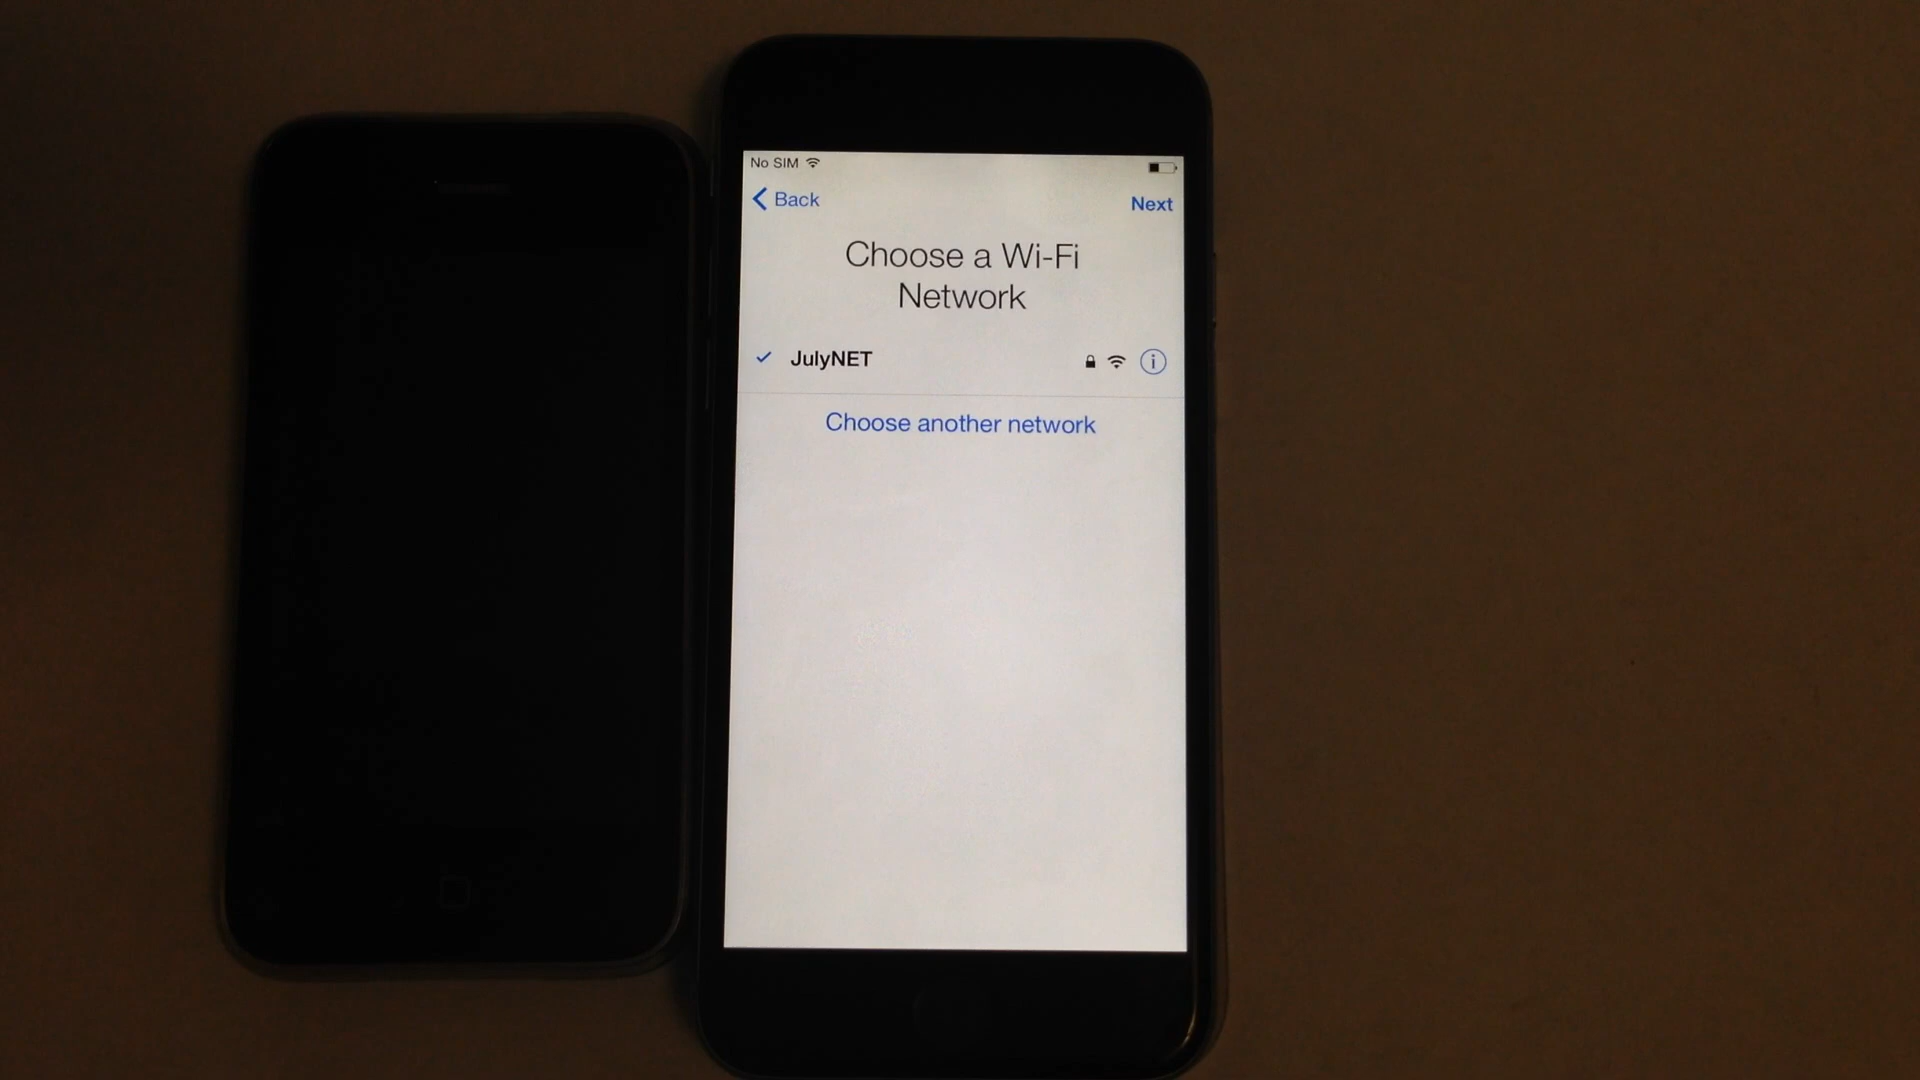 No SIM
Back
Next
Choose a Wi-Fi
Network
JulyNET
Choose another network